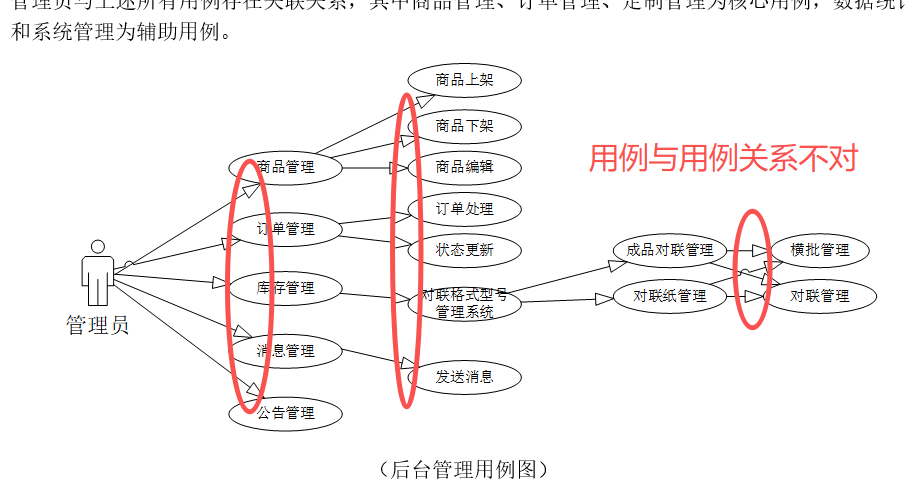 管理员与上述所有用例存在关联关系，其中商品管理、订单管理、定制管理为核心用例，数据统计
和系统管理为辅助用例。
商品上架
商品下架
商品管理
商品编辑
用例与用例关系不对
订单处理
订单管理
状态更新
成品对联管理
横批管理
库存管理
对联格式型号
管理系统
对联纸管理
对联管理
管理员
消息管理
发送消息
公告管理
（后台管理用例图）